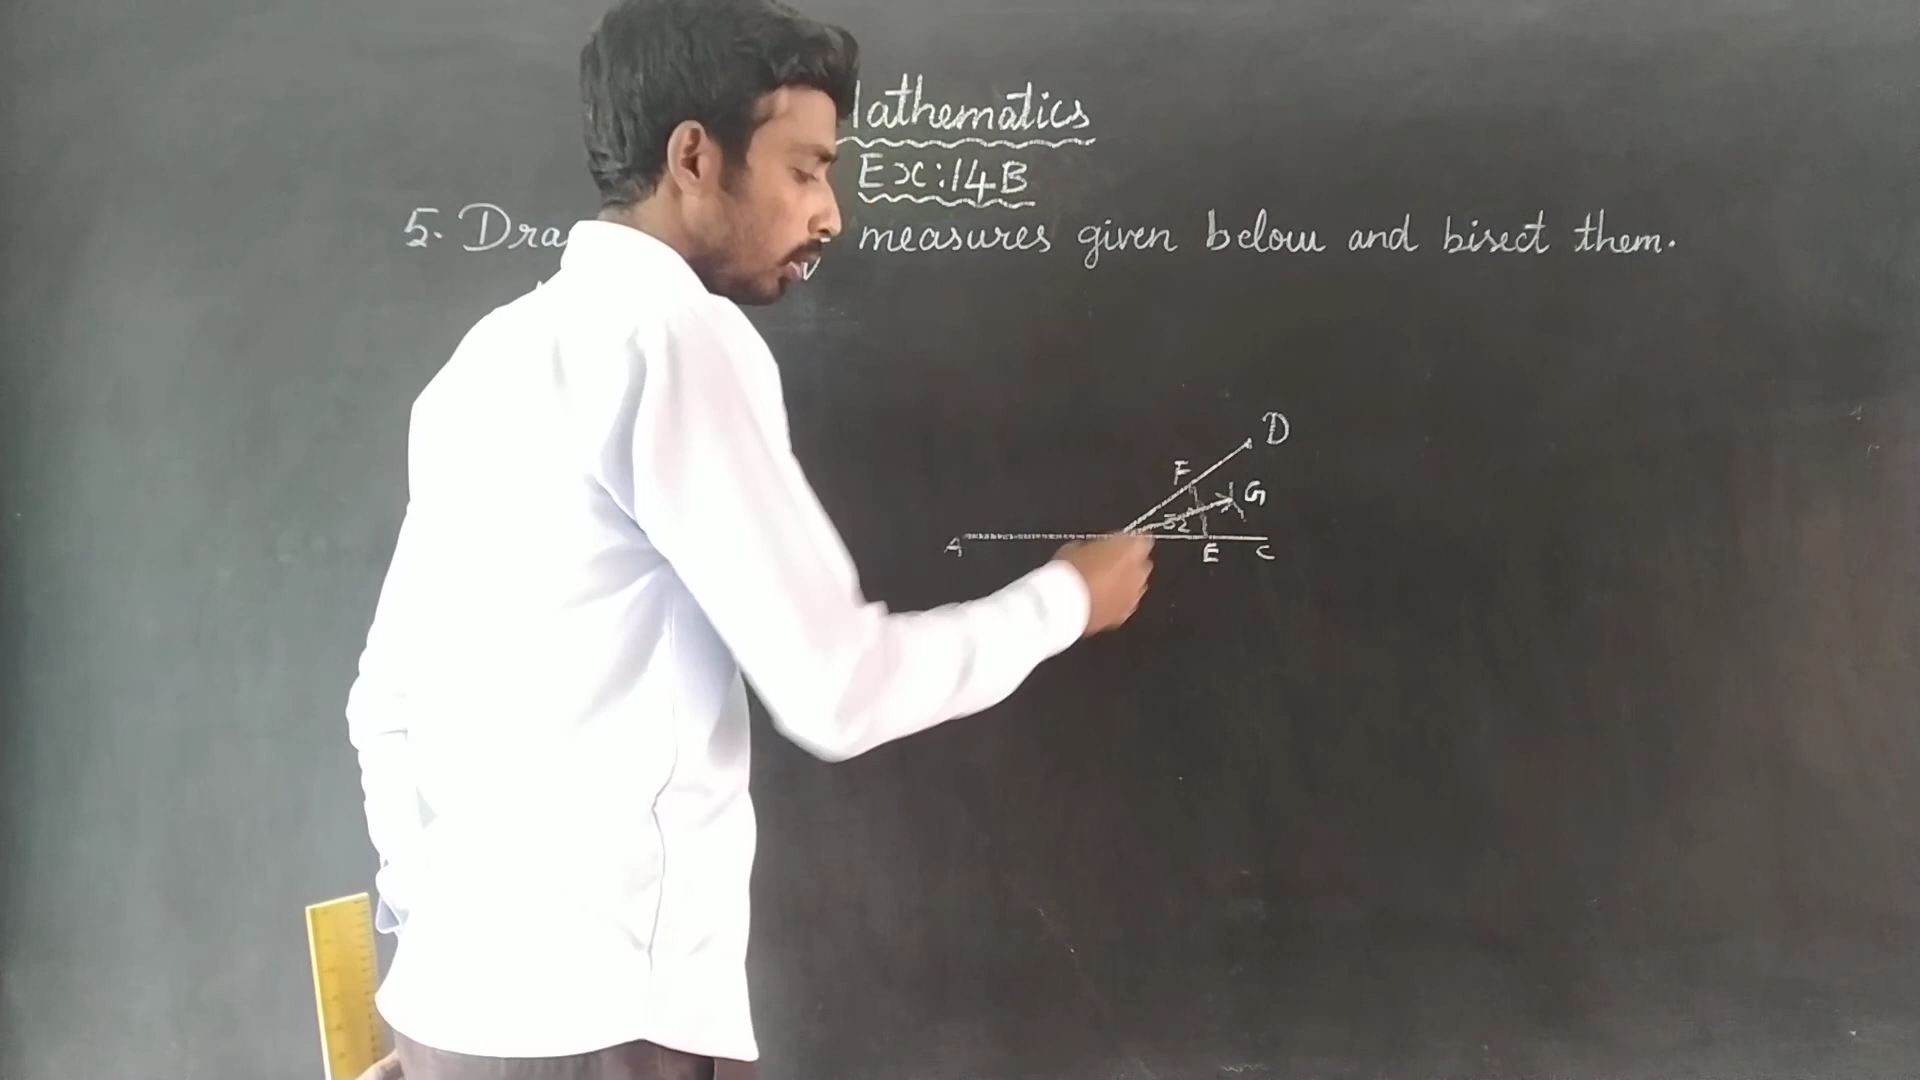 athematics
Ex:14B
5. Dra measures given below and bisect them.
D
F
G
52
A
E C